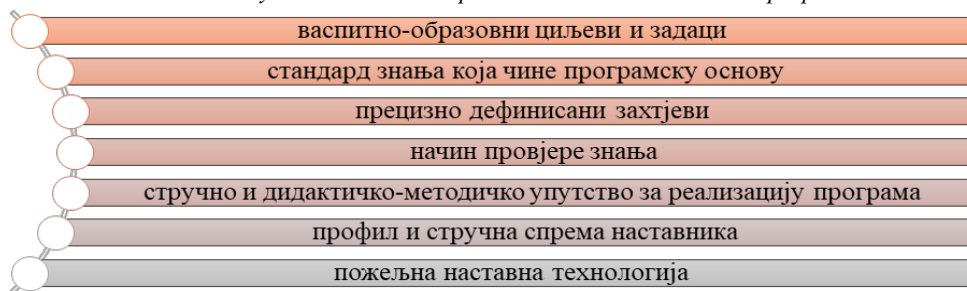 васпитно-образовни циљеви и задаци
стандард знања која чине програмску основу
прецизно дефинисани захтјеви
начин провјере знања
стручно и дидактичко-методичко упутство за реализацију програма
профил и стручна спрема наставника
пожељна наставна технологија